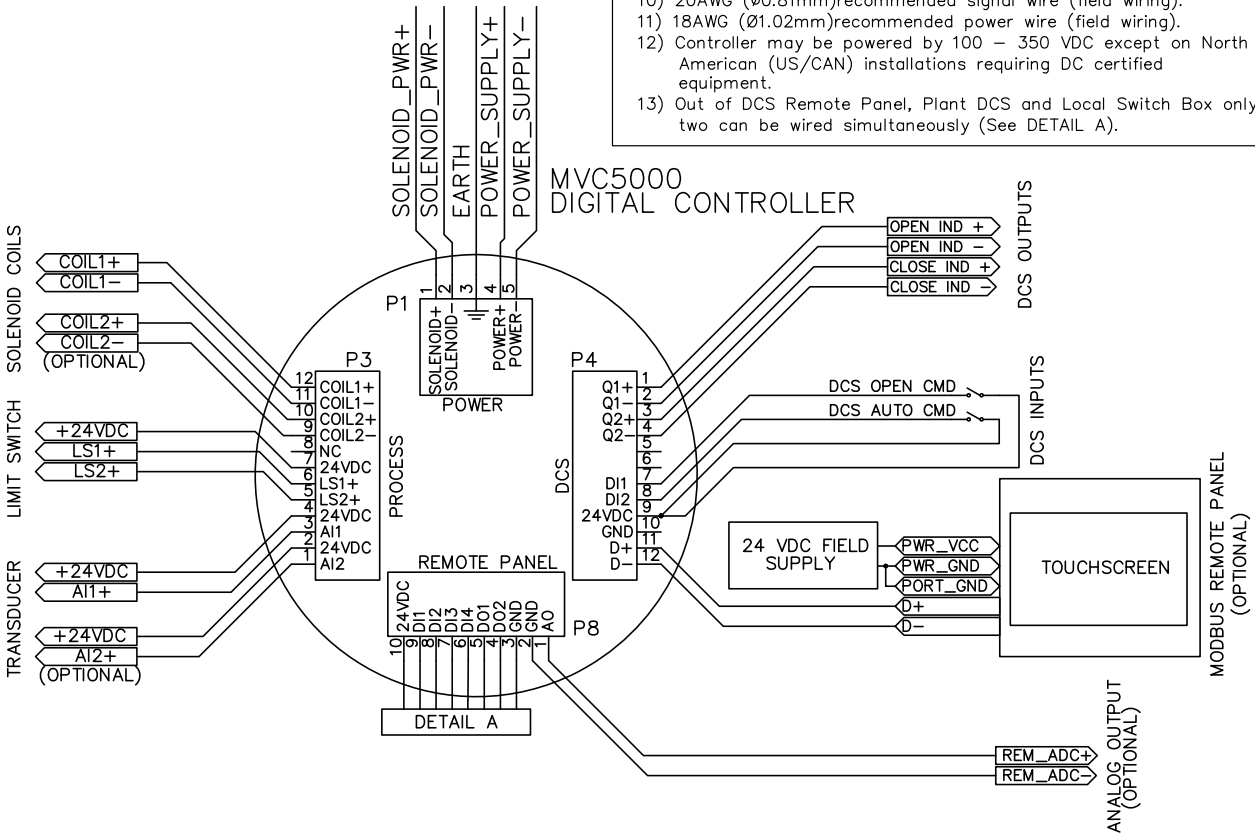 10) 20AWG (Ø0.81mm)recommended signal wire (field wiring).
11) 18AWG (Ø1.02mm)recommended power wire (field wiring).
12) Controller may be powered by 100 – 350 VDC except on North
American (US/CAN) installations requiring DC certified
equipment.
13) Out of DCS Remote Panel, Plant DCS and Local Switch Box only
two can be wired simultaneously (See DETAIL A).
SOLENOID_PWR+
SOLENOID_PWR–
EARTH
POWER_SUPPLY+
POWER_SUPPLY–
MVC5000
DIGITAL CONTROLLER
P1
1
2
3
4
5
SOLENOID+
SOLENOID–
POWER+
POWER–
POWER
SOLENOID COILS
COIL1+
COIL1–
COIL2+
COIL2–
(OPTIONAL)
LIMIT SWITCH
+24VDC
LS1+
LS2+
TRANSDUCER
+24VDC
AI1+
+24VDC
AI2+
(OPTIONAL)
P3
12 COIL1+
11 COIL1–
10 COIL2+
9 COIL2–
8 NC
7 24VDC
6 LS1+
5 LS2+
4 24VDC
3 AI1
2 24VDC
1 AI2
PROCESS
P4
DCS
Q1+ 1
Q1– 2
Q2+ 3
Q2– 4
5
6
DI1 7
DI2 8
24VDC 9
GND 10
D+ 11
D– 12
OPEN IND +
OPEN IND –
CLOSE IND +
CLOSE IND –
DCS OUTPUTS
DCS OPEN CMD
DCS AUTO CMD
DCS INPUTS
24 VDC FIELD
SUPPLY
PWR_VCC
PWR_GND
PORT_GND
D+
D–
TOUCHSCREEN
MODBUS REMOTE PANEL
(OPTIONAL)
REMOTE PANEL
P8
24VDC
DI1
DI2
DI3
DI4
DO1
DO2
GND
GND
AO
10
9
8
7
6
5
4
3
2
1
DETAIL A
REM_ADC+
REM_ADC–
ANALOG OUTPUT
(OPTIONAL)